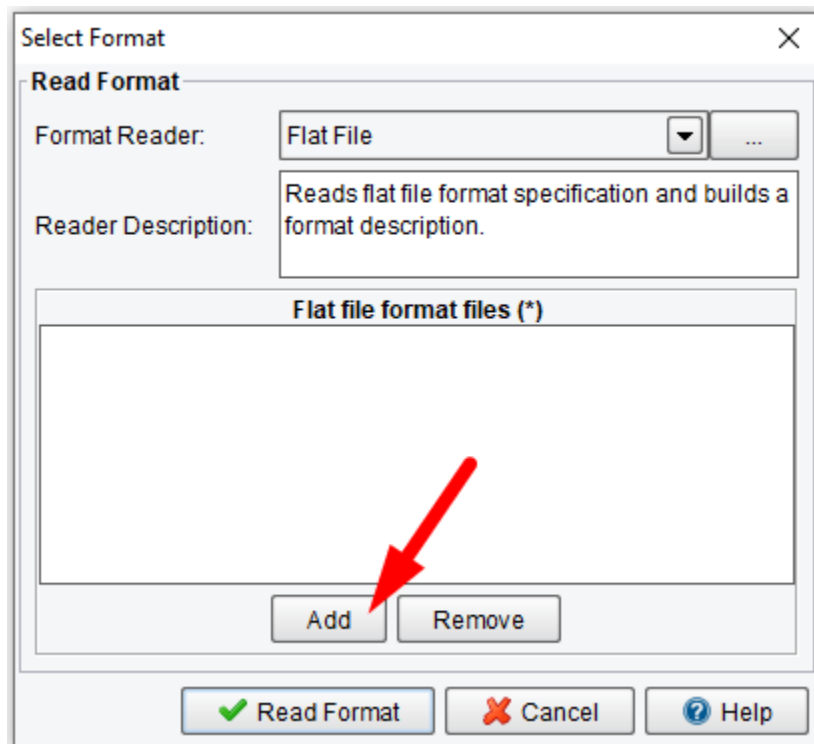 Select Format
Read Format
Format Reader:
Flat File
...
Reader Description:
Reads flat file format specification and builds a
format description.
Flat file format files (*)
Add
Remove
Read Format
Cancel
Help